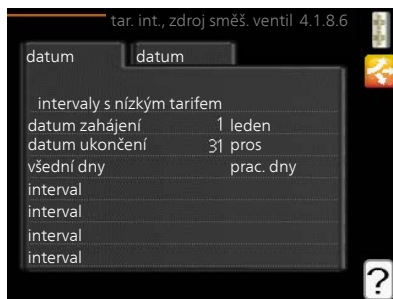 tar. int., zdroj směš. ventil 4.1.8.6
datum datum
intervaly s nízkým tarifem
datum zahájení 1 leden
datum ukončení 31 pros
všední dny prac. dny
interval
interval
interval
interval
?